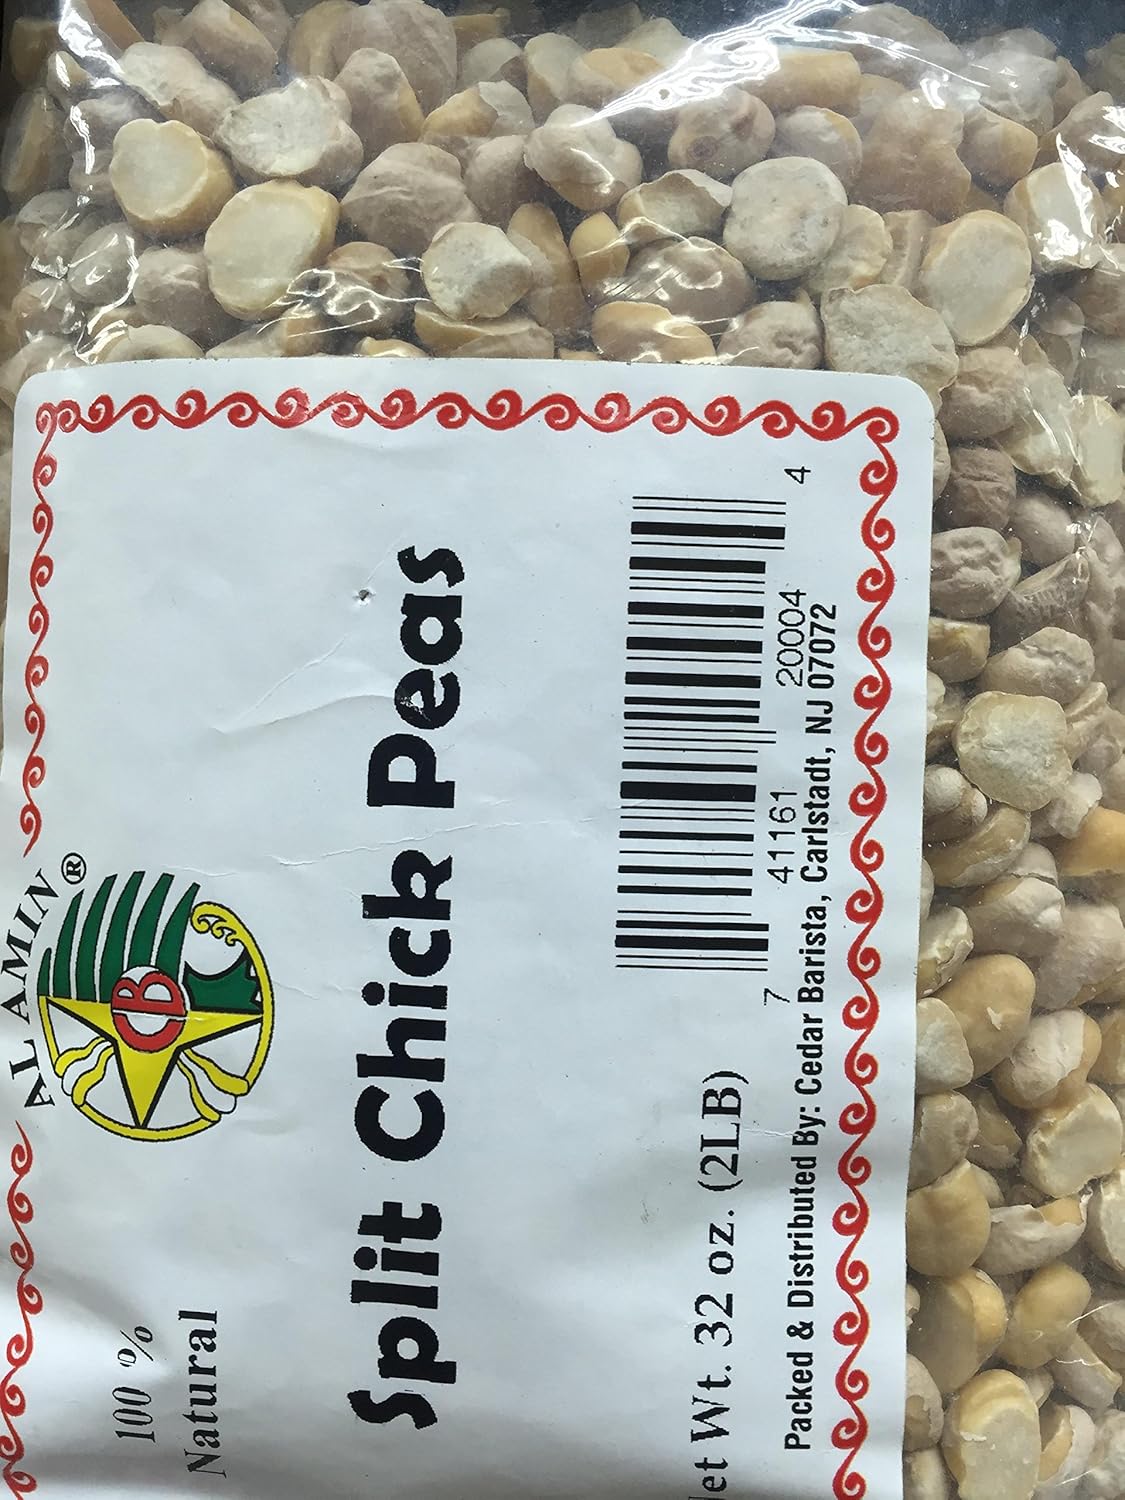 AL AMIN®
CB
100 %
Natural
Split Chick Peas
et Wt. 32 oz. (2LB)
7 41161 20004 4
Packed & Distributed By: Cedar Barista, Carlstadt, NJ 07072